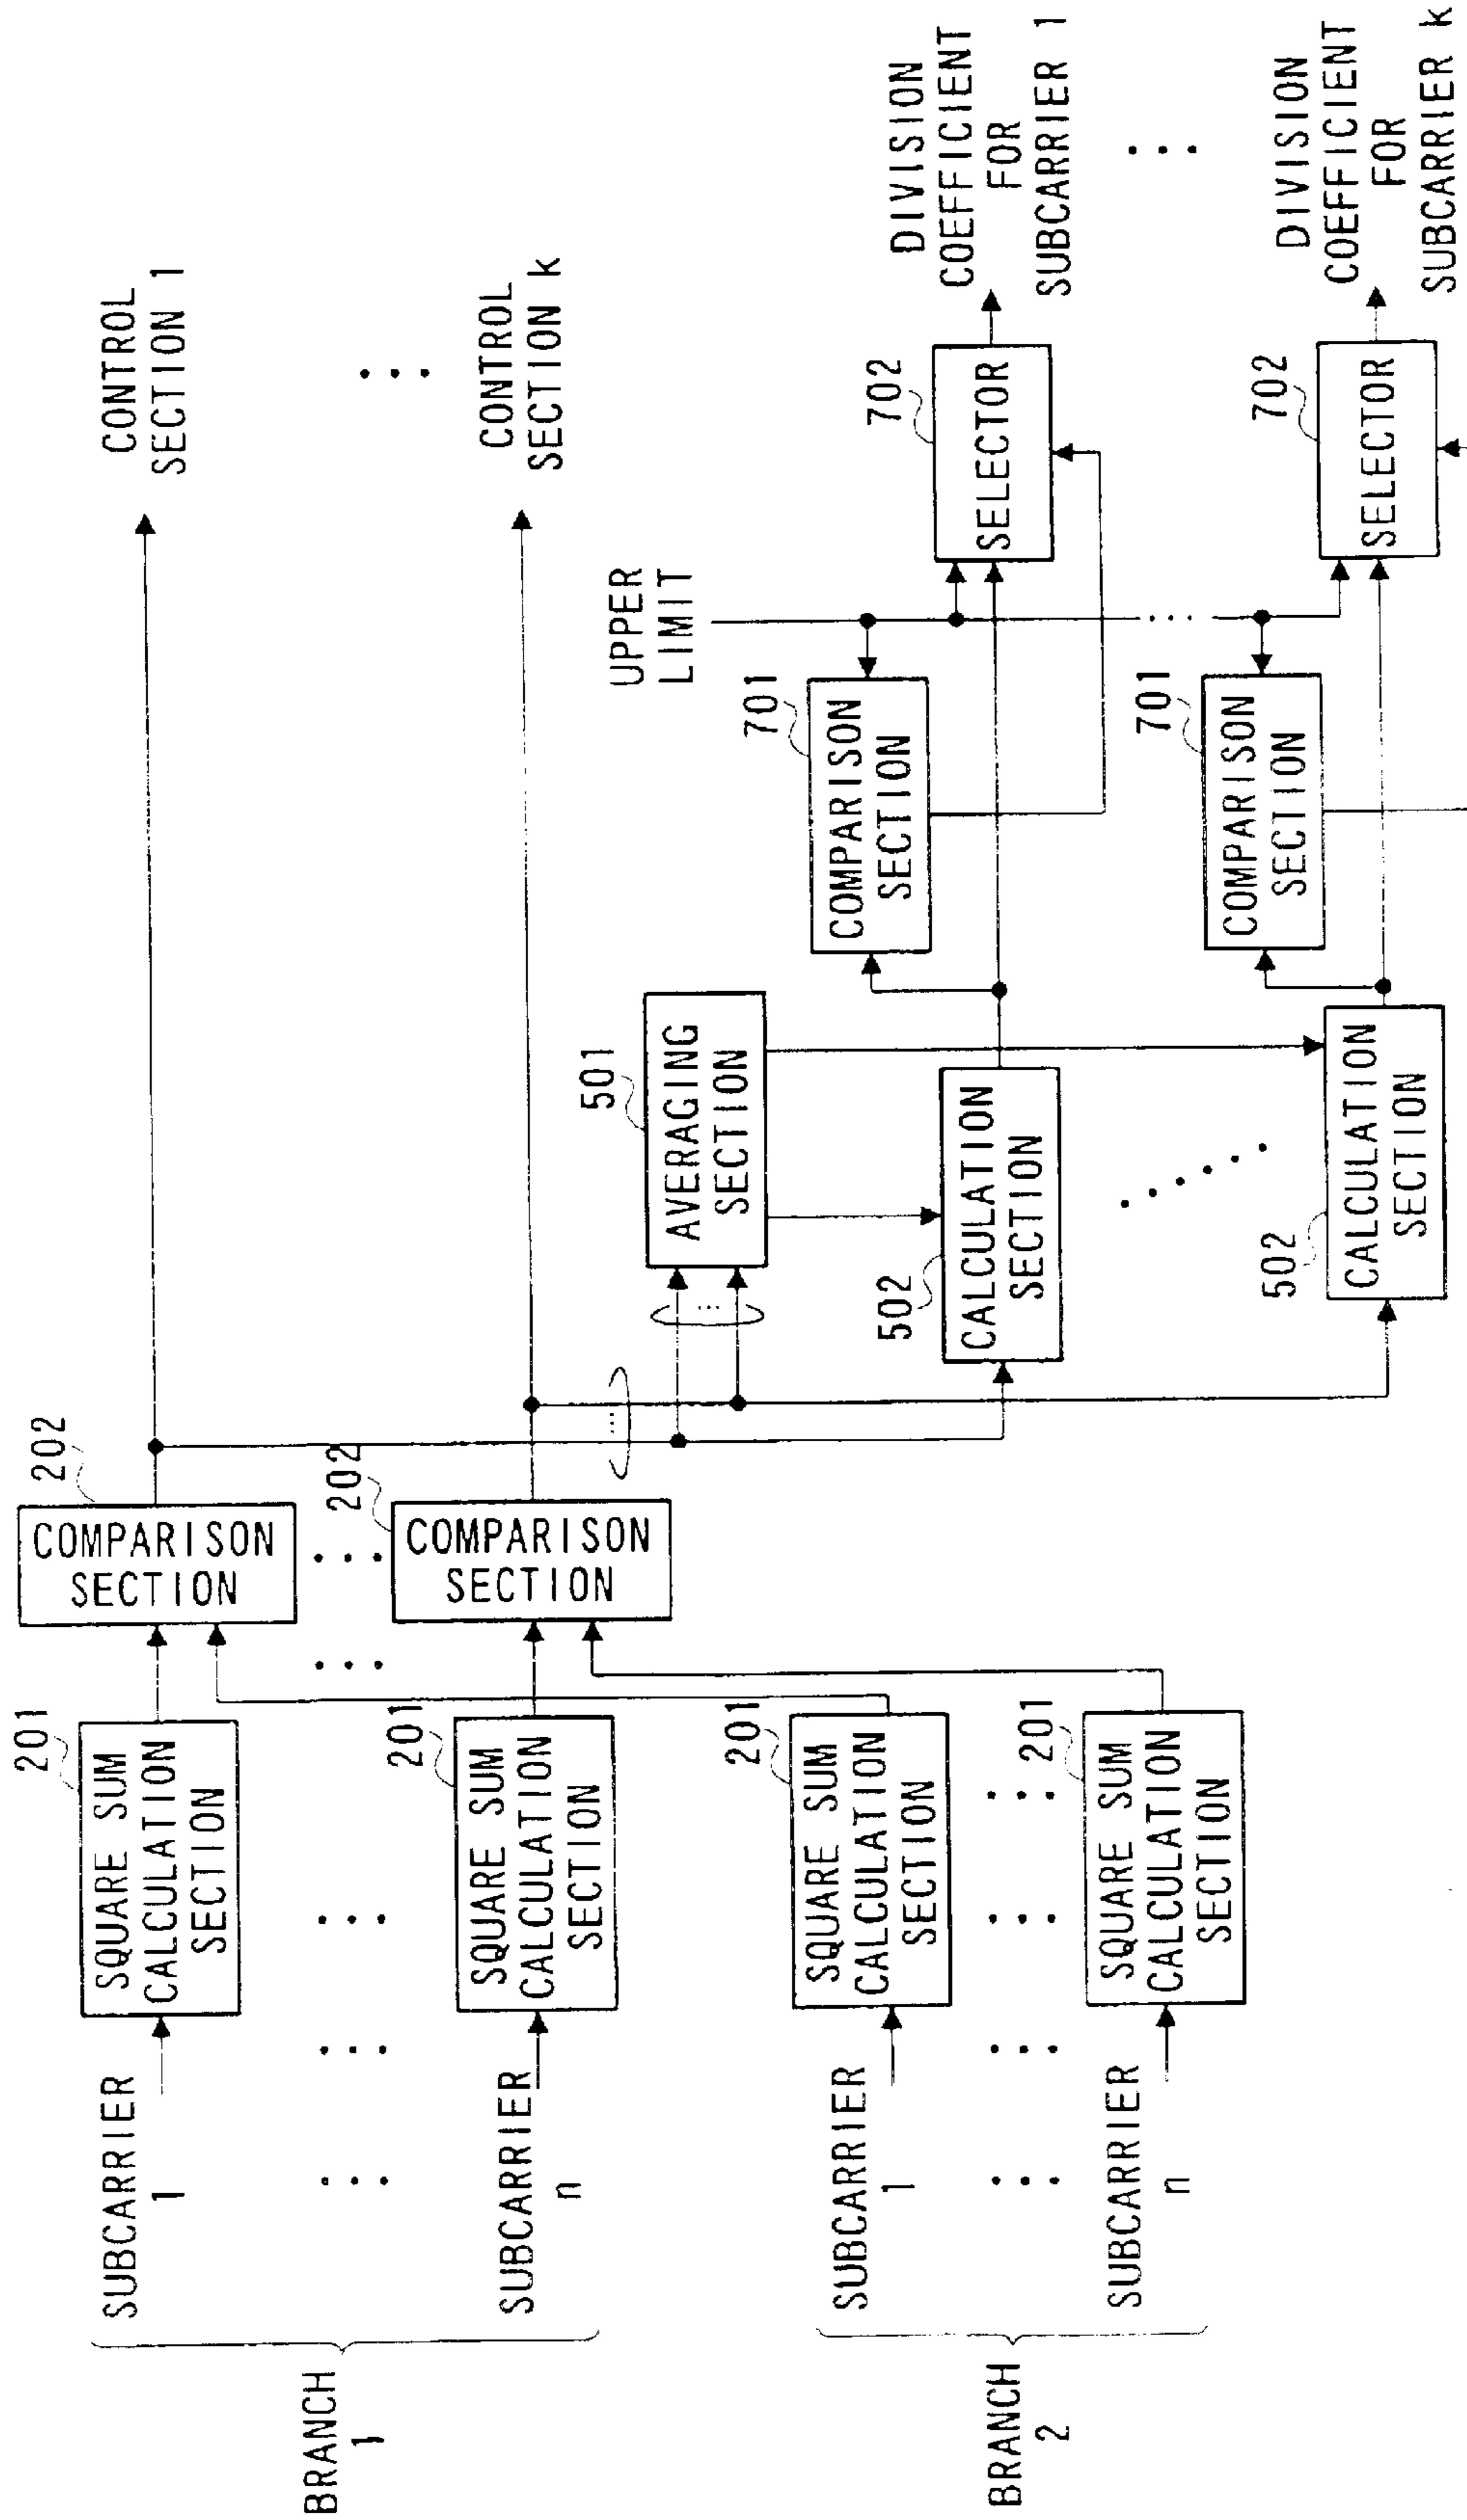 BRANCH
1
SUBCARRIER
1
SUBCARRIER
n
BRANCH
2
SUBCARRIER
1
SUBCARRIER
n
201
SQUARE SUM
CALCULATION
SECTION
201
SQUARE SUM
CALCULATION
SECTION
201
SQUARE SUM
CALCULATION
SECTION
201
SQUARE SUM
CALCULATION
SECTION
202
COMPARISON
SECTION
202
COMPARISON
SECTION
501
AVERAGING
SECTION
502
CALCULATION
SECTION
502
CALCULATION
SECTION
UPPER
LIMIT
701
COMPARISON
SECTION
701
COMPARISON
SECTION
702
SELECTOR
702
SELECTOR
CONTROL
SECTION 1
CONTROL
SECTION k
DIVISION
COEFFICIENT
FOR
SUBCARRIER 1
DIVISION
COEFFICIENT
FOR
SUBCARRIER k